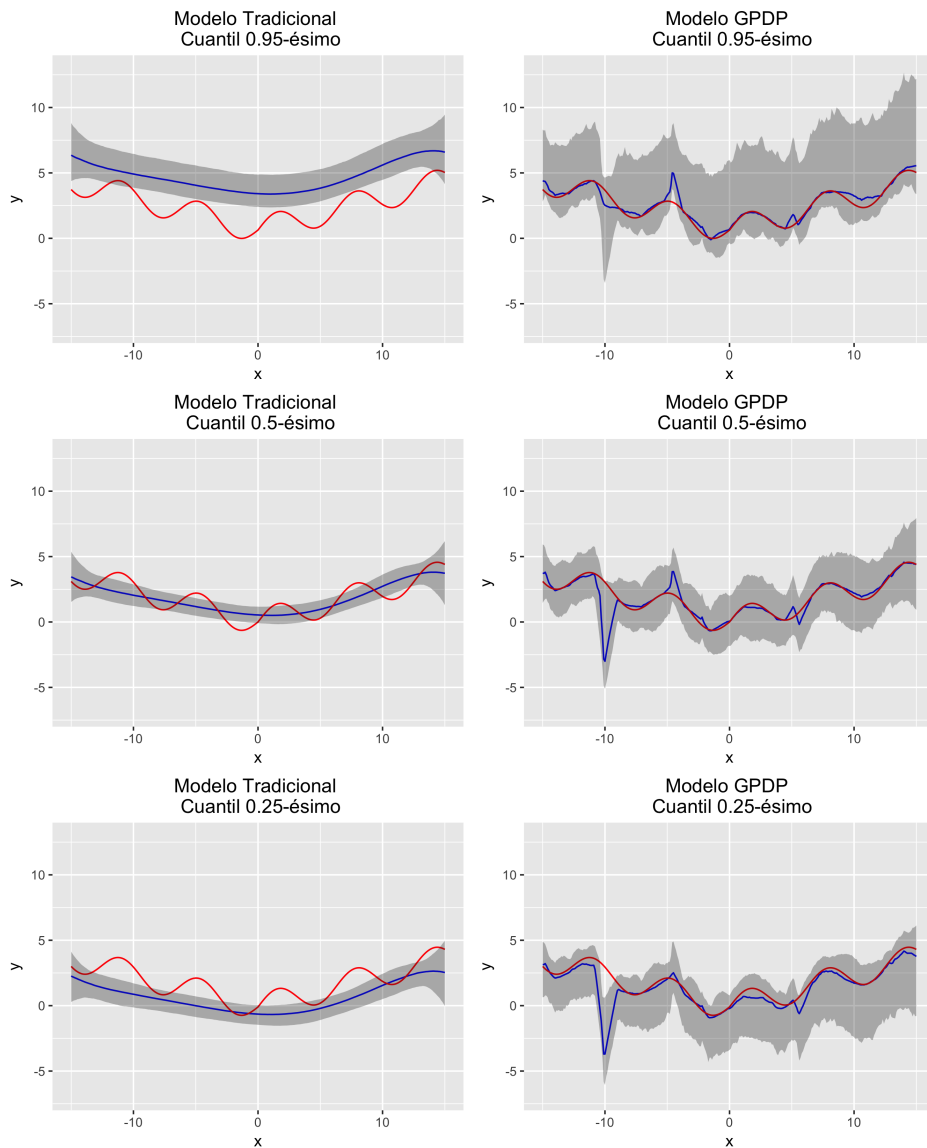 Modelo Tradicional
Cuantil 0.95-ésimo
10
5
0
-5
y
-10
0
10
x
Modelo GPDP
Cuantil 0.95-ésimo
10
5
0
-5
y
-10
0
10
x
Modelo Tradicional
Cuantil 0.5-ésimo
10
5
0
-5
y
-10
0
10
x
Modelo GPDP
Cuantil 0.5-ésimo
10
5
0
-5
y
-10
0
10
x
Modelo Tradicional
Cuantil 0.25-ésimo
10
5
0
-5
y
-10
0
10
x
Modelo GPDP
Cuantil 0.25-ésimo
10
5
0
-5
y
-10
0
10
x